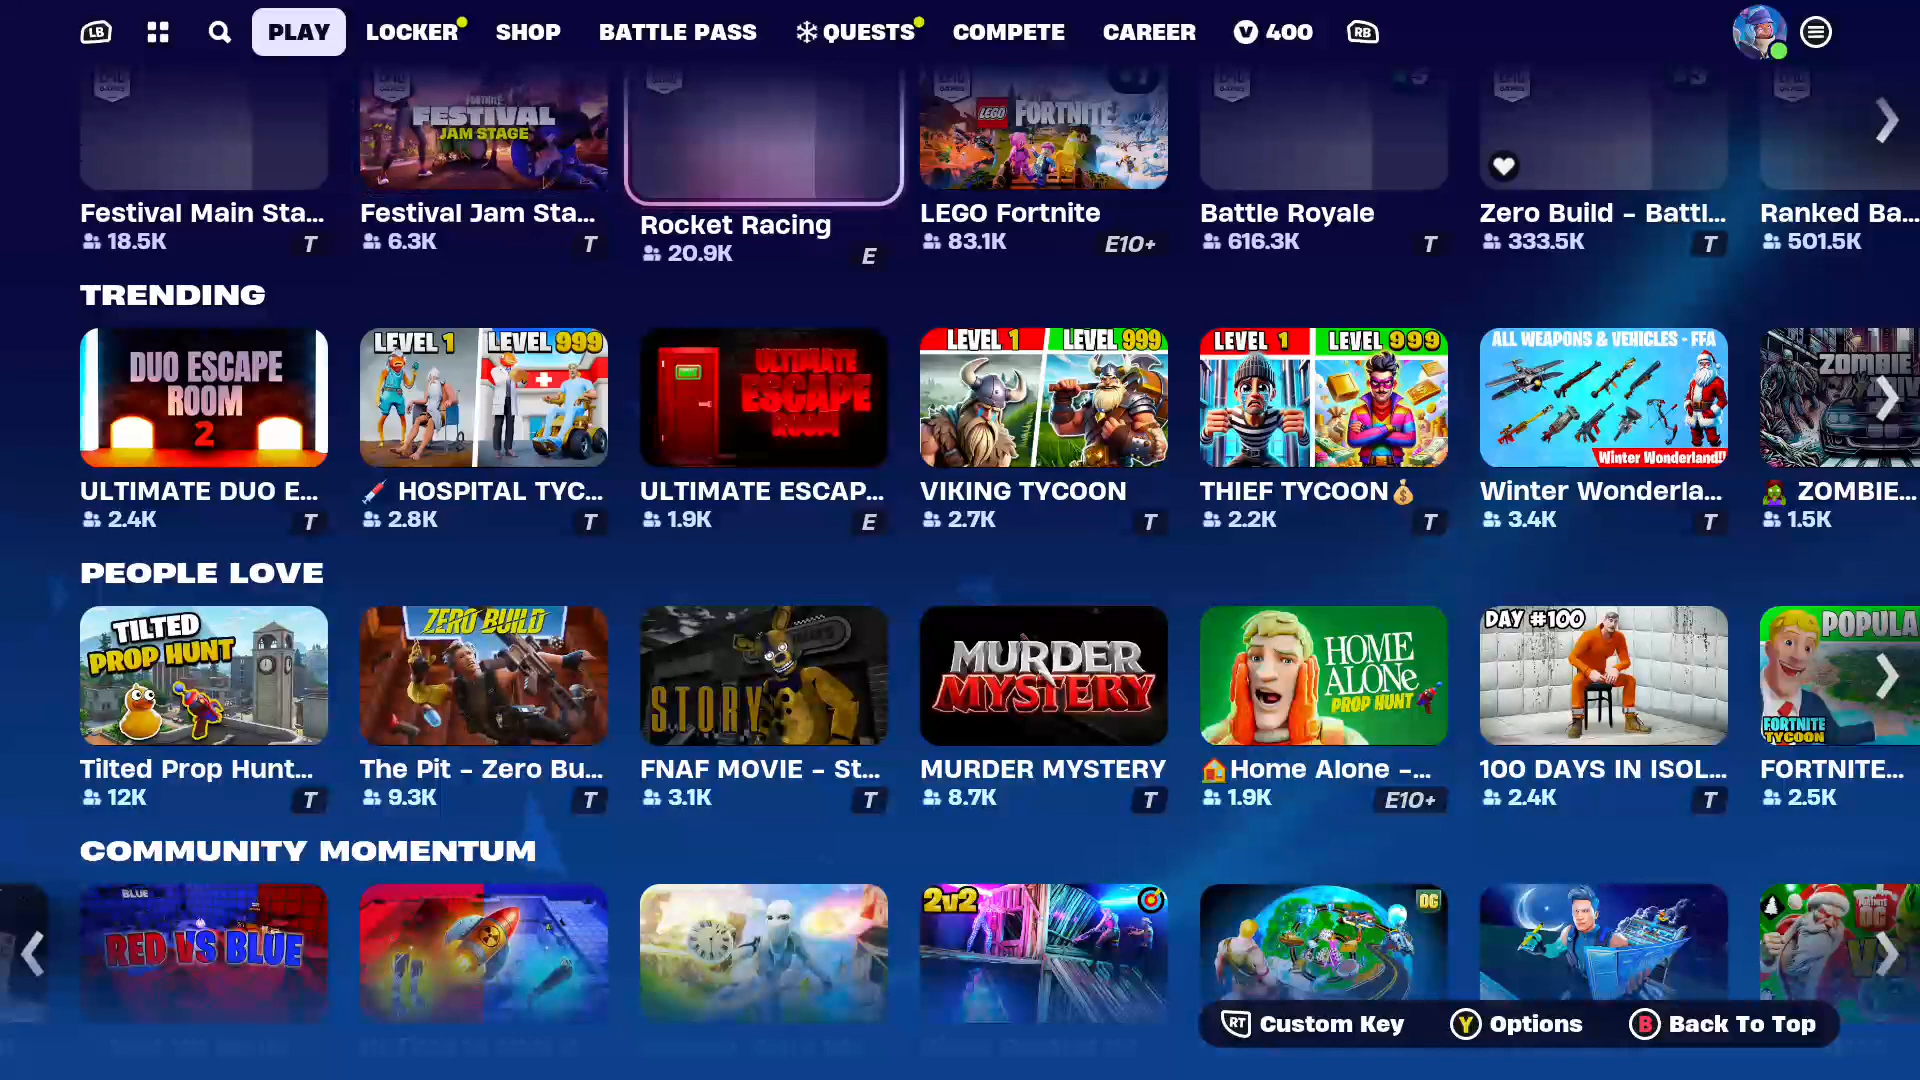 LB PLAY LOCKER SHOP BATTLE PASS QUESTS COMPETE CAREER V 400 RB
FORTNITE FESTIVAL JAM STAGE
LEGO FORTNITE
Festival Main Sta... Festival Jam Sta... Rocket Racing LEGO Fortnite Battle Royale Zero Build - Battl... Ranked Ba...
18.5K T 6.3K T 20.9K E 83.1K E10+ 616.3K T 333.5K T 501.5K
TRENDING
DUO ESCAPE ROOM 2
LEVEL 1 LEVEL 999
ULTIMATE ESCAPE ROOM
LEVEL 1 LEVEL 999
LEVEL 1 LEVEL 999
ALL WEAPONS & VEHICLES - FFA
Winter Wonderland!!
ZOMBIE
ULTIMATE DUO E... HOSPITAL TYC... ULTIMATE ESCAP... VIKING TYCOON THIEF TYCOON Winter Wonderla... ZOMBIE...
2.4K T 2.8K T 1.9K E 2.7K T 2.2K T 3.4K T 1.5K
PEOPLE LOVE
TILTED PROP HUNT
ZERO BUILD
STORY
MURDER MYSTERY
HOME ALONe PROP HUNT
DAY #100
POPULA
FORTNITE TYCOON
Tilted Prop Hunt... The Pit - Zero Bu... FNAF MOVIE - St... MURDER MYSTERY Home Alone -... 100 DAYS IN ISOL... FORTNITE...
12K T 9.3K T 3.1K T 8.7K T 1.9K E10+ 2.4K T 2.5K
COMMUNITY MOMENTUM
BLUE
RED VS BLUE
2v2
OG
OG
RT Custom Key Y Options B Back To Top